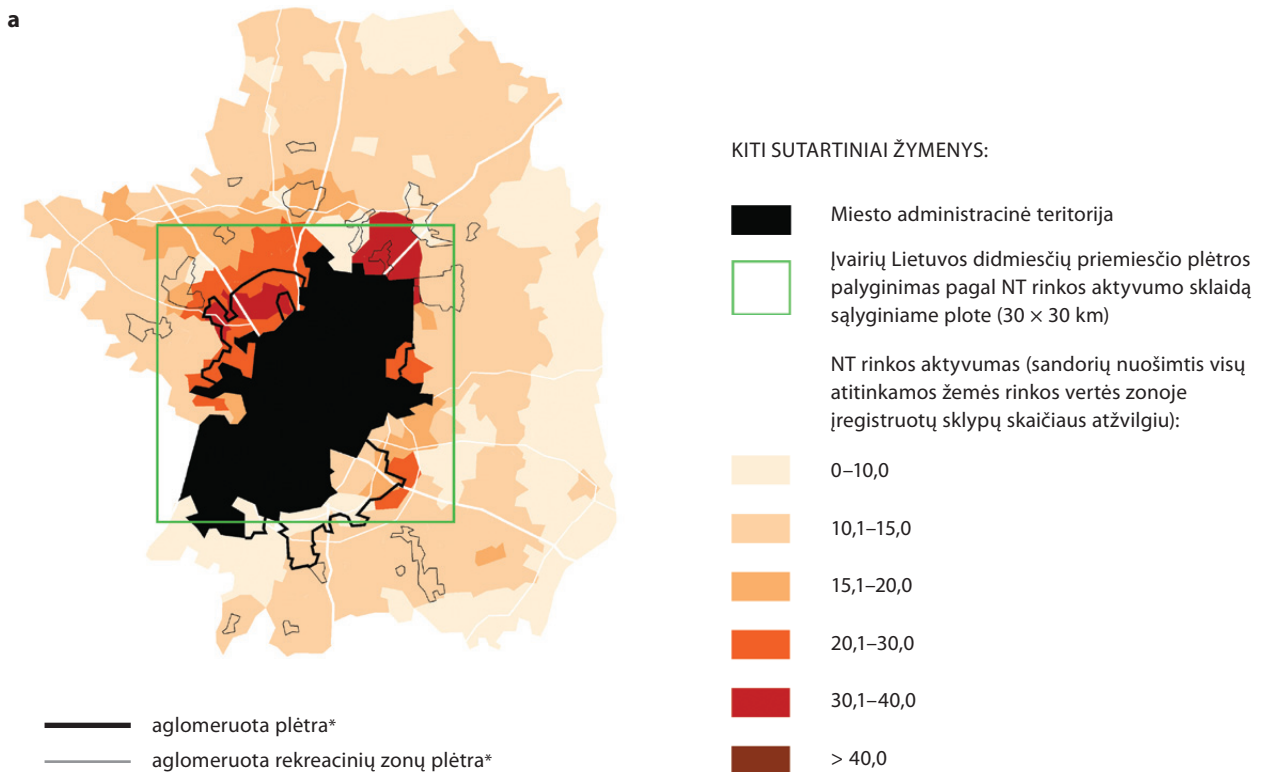 a
KITI SUTARTINIAI ŽYMENYS:
Miesto administracinė teritorija
Įvairių Lietuvos didmiesčių priemiesčio plėtros
palyginimas pagal NT rinkos aktyvumo sklaidą
sąlyginiame plote (30 × 30 km)
NT rinkos aktyvumas (sandorių nuošimtis visų
atitinkamos žemės rinkos vertės zonoje
įregistruotų sklypų skaičiaus atžvilgiu):
0–10,0
10,1–15,0
15,1–20,0
20,1–30,0
30,1–40,0
> 40,0
aglomeruota plėtra*
aglomeruota rekreacinių zonų plėtra*